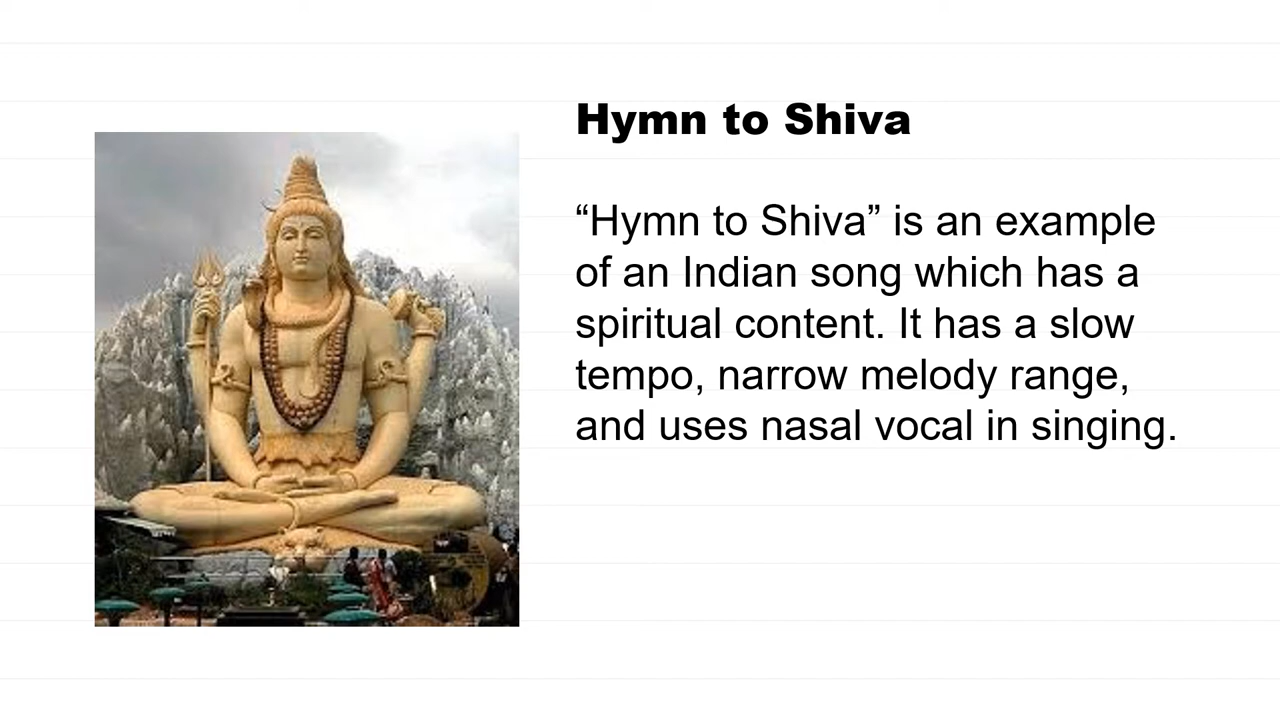 Hymn to Shiva
“Hymn to Shiva” is an example
of an Indian song which has a
spiritual content. It has a slow
tempo, narrow melody range,
and uses nasal vocal in singing.